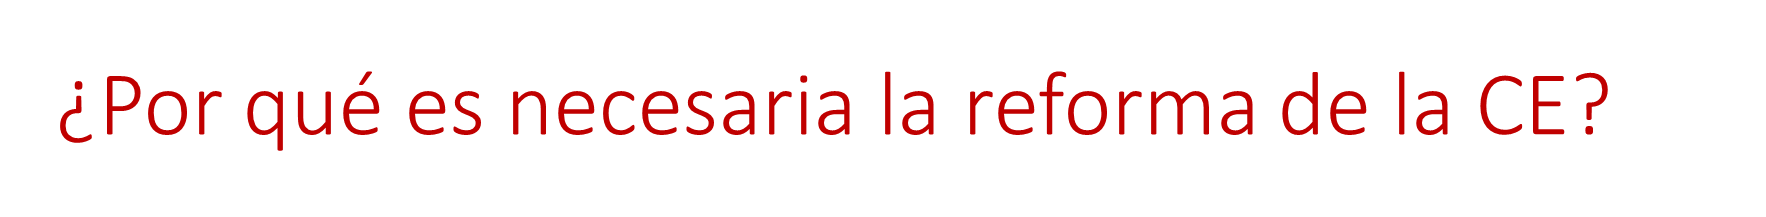 ¿Por qué es necesaria la reforma de la CE?